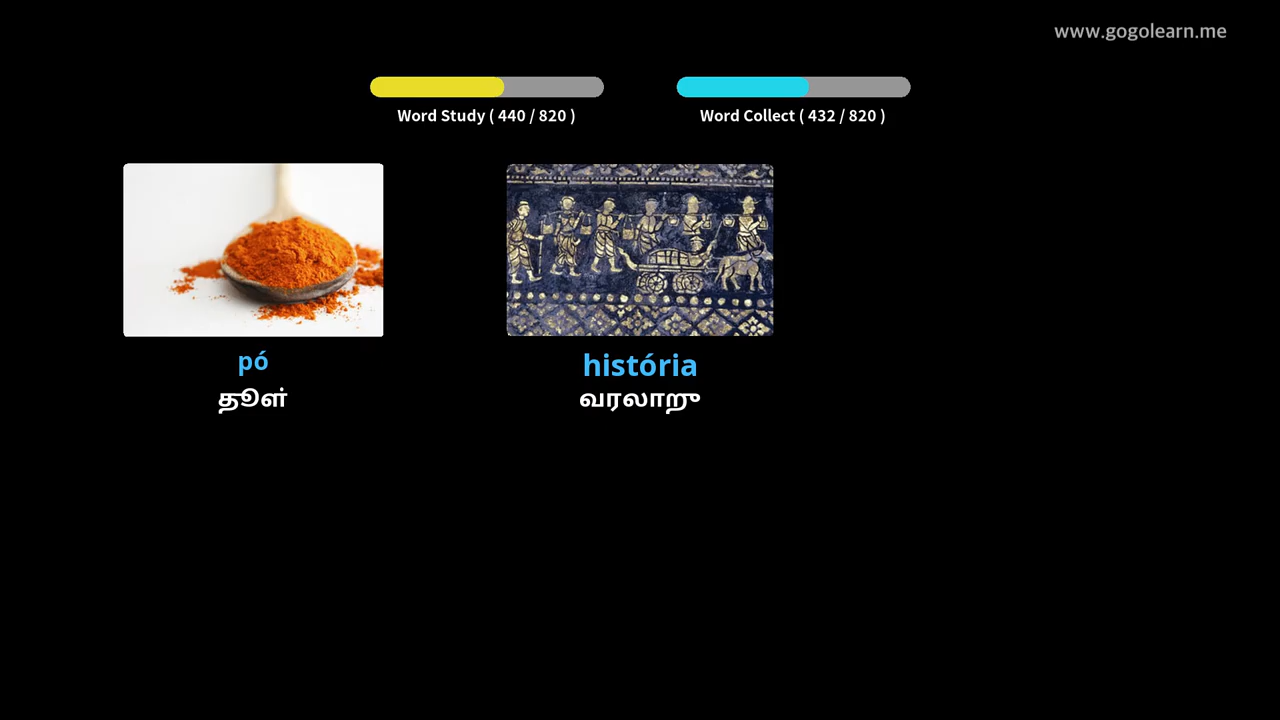 www.gogolearn.me
Word Study ( 440 / 820 )
Word Collect ( 432 / 820 )
pó
தூள்
história
வரலாறு